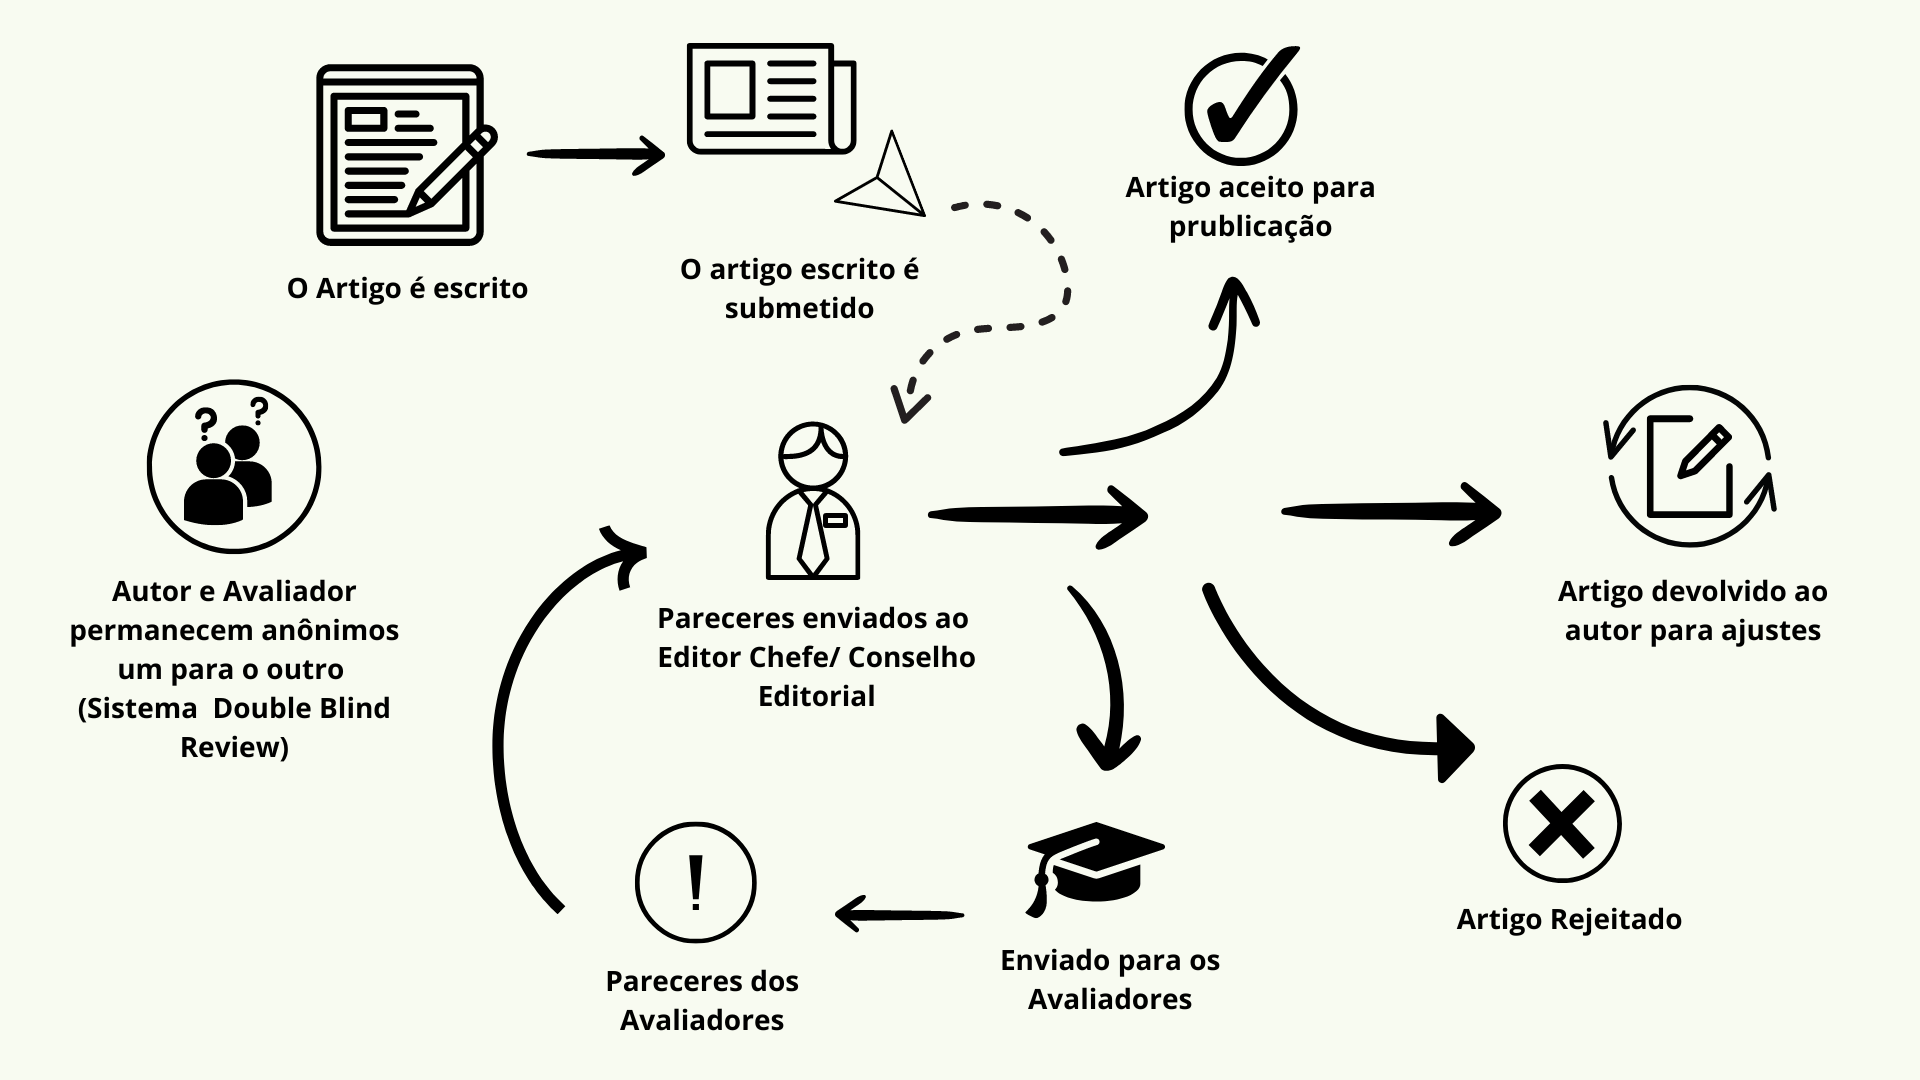 O Artigo é escrito
O artigo escrito é
submetido
Artigo aceito para
prublicação
Autor e Avaliador
permanecem anônimos
um para o outro
(Sistema  Double Blind
Review)
Pareceres enviados ao
Editor Chefe/ Conselho
Editorial
Artigo devolvido ao
autor para ajustes
Artigo Rejeitado
Enviado para os
Avaliadores
Pareceres dos
Avaliadores